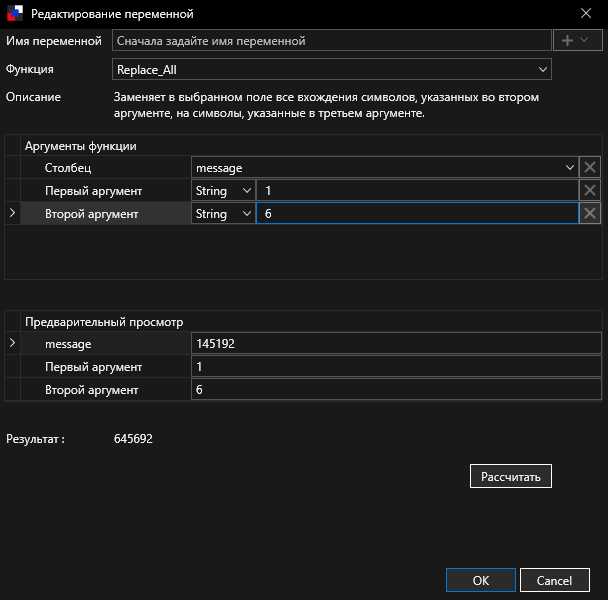 Редактирование переменной
Имя переменной Сначала задайте имя переменной
Функция Replace_All
Описание Заменяет в выбранном поле все вхождения символов, указанных во втором
аргументе, на символы, указанные в третьем аргументе.
Аргументы функции
Столбец message
Первый аргумент String 1
Второй аргумент String 6
Предварительный просмотр
message 145192
Первый аргумент 1
Второй аргумент 6
Результат : 645692
Рассчитать
OK Cancel